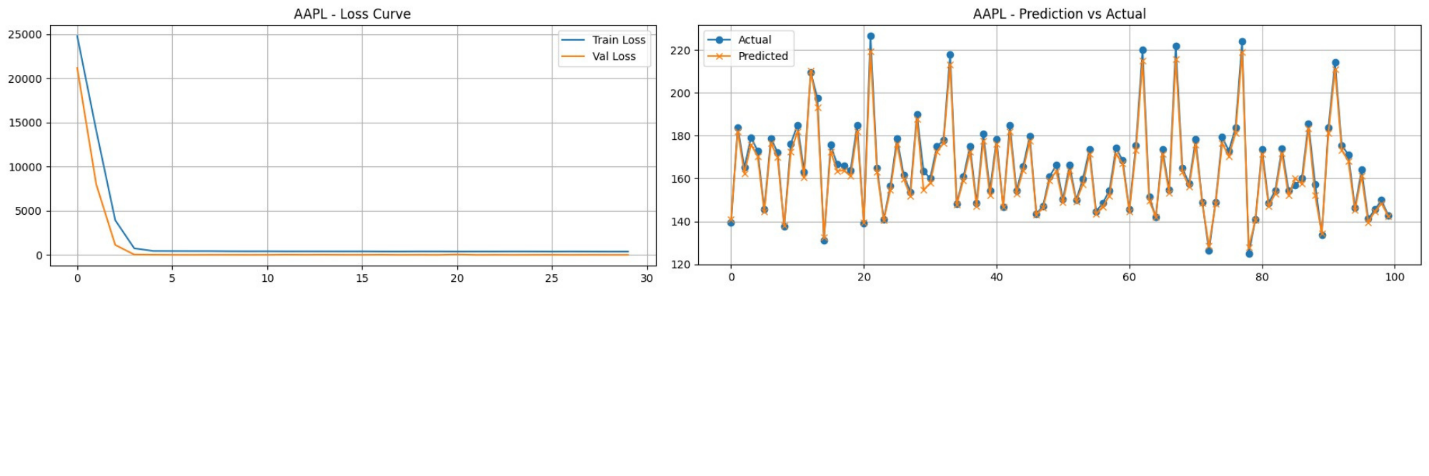 AAPL - Loss Curve
25000
20000
15000
10000
5000
0
Train Loss
Val Loss
0 5 10 15 20 25 30
AAPL - Prediction vs Actual
220
200
180
160
140
120
Actual
Predicted
0 20 40 60 80 100